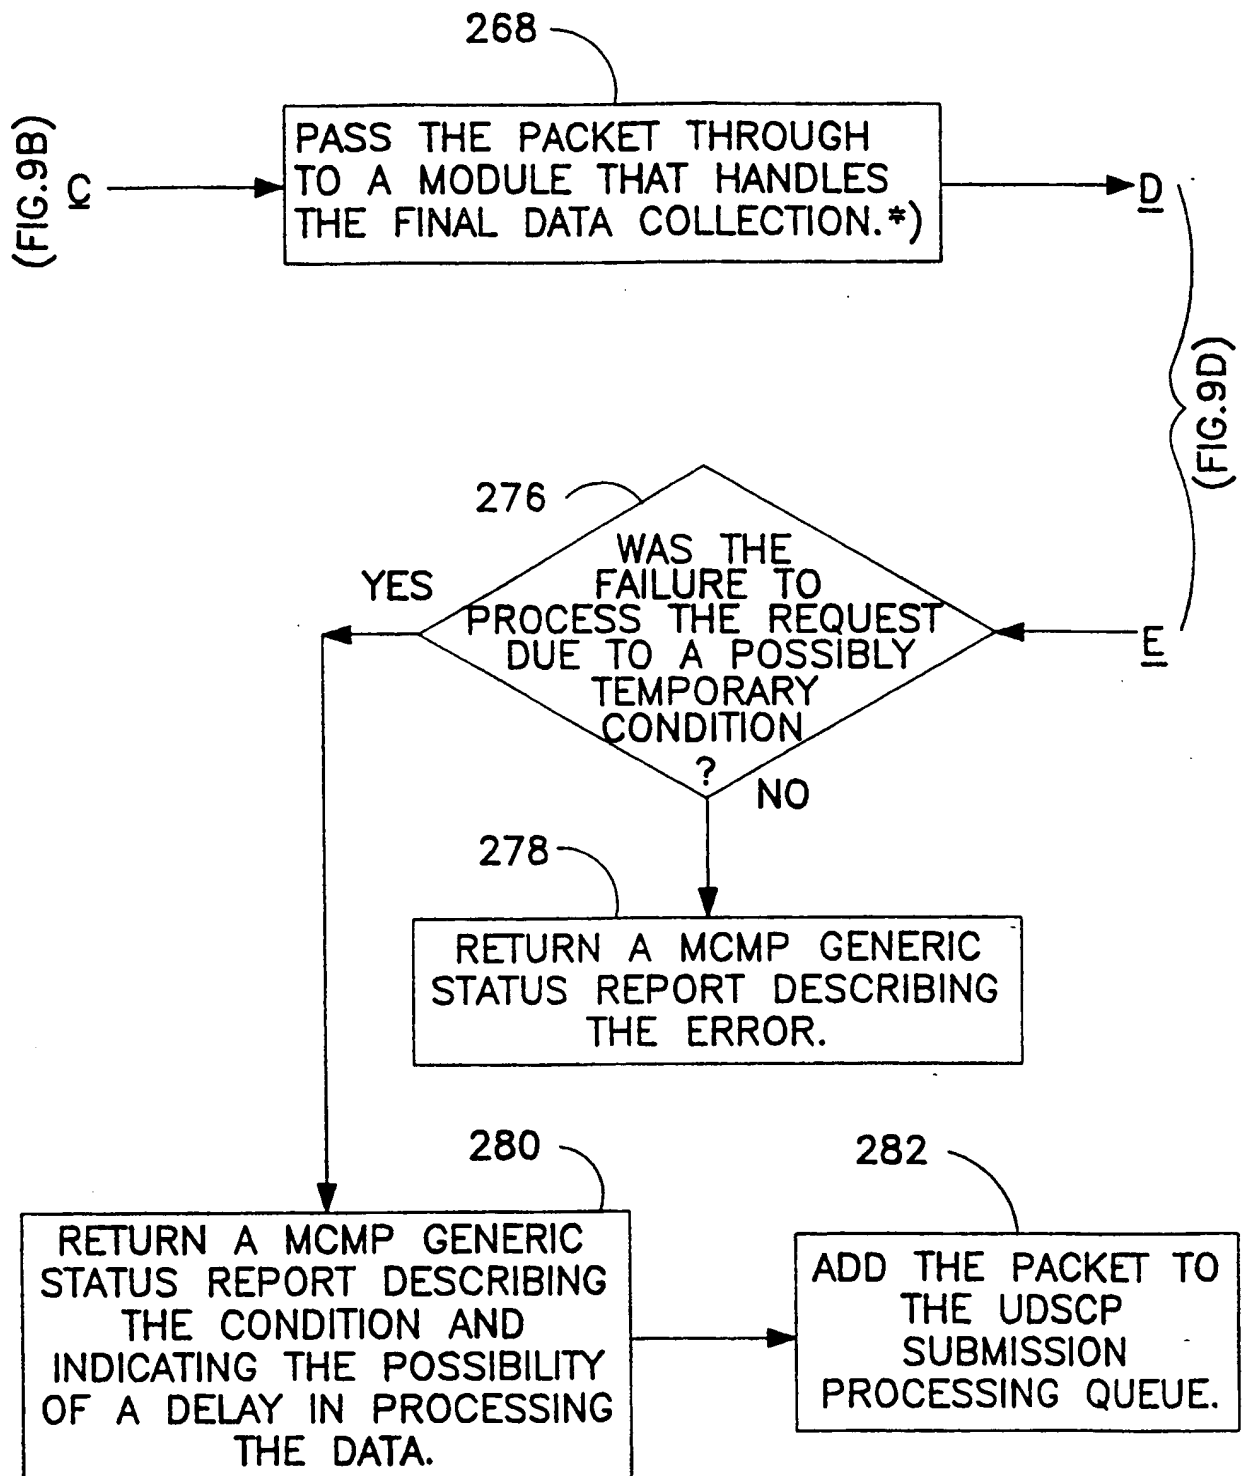 268
(FIG.9B)
C
PASS THE PACKET THROUGH
TO A MODULE THAT HANDLES
THE FINAL DATA COLLECTION.*)
D
(FIG.9D)
276
YES
WAS THE
FAILURE TO
PROCESS THE REQUEST
DUE TO A POSSIBLY
TEMPORARY
CONDITION
?
E
NO
278
RETURN A MCMP GENERIC
STATUS REPORT DESCRIBING
THE ERROR.
280
RETURN A MCMP GENERIC
STATUS REPORT DESCRIBING
THE CONDITION AND
INDICATING THE POSSIBILITY
OF A DELAY IN PROCESSING
THE DATA.
282
ADD THE PACKET TO
THE UDSCP
SUBMISSION
PROCESSING QUEUE.